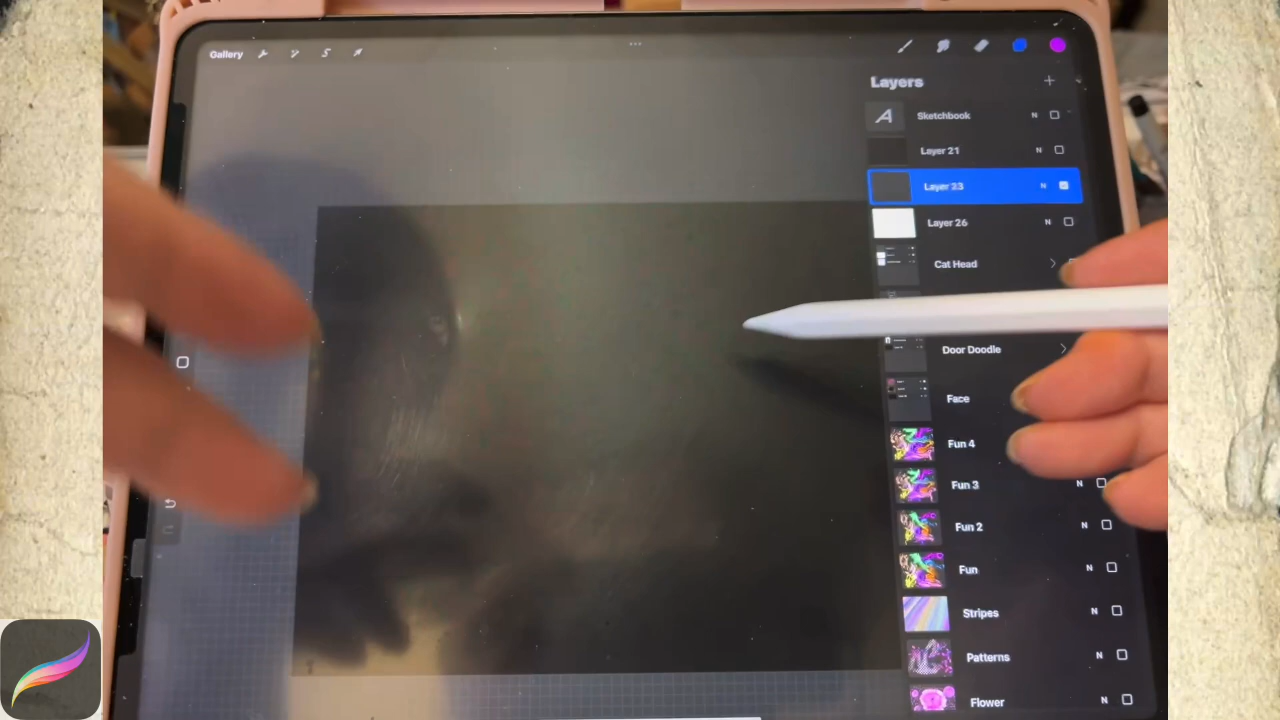 Gallery
Layers
Sketchbook N
Layer 21 N
Layer 23 N
Layer 26 N
Cat Head
Door Doodle
Face
Fun 4
Fun 3 N
Fun 2 N
Fun N
Stripes N
Patterns N
Flower N